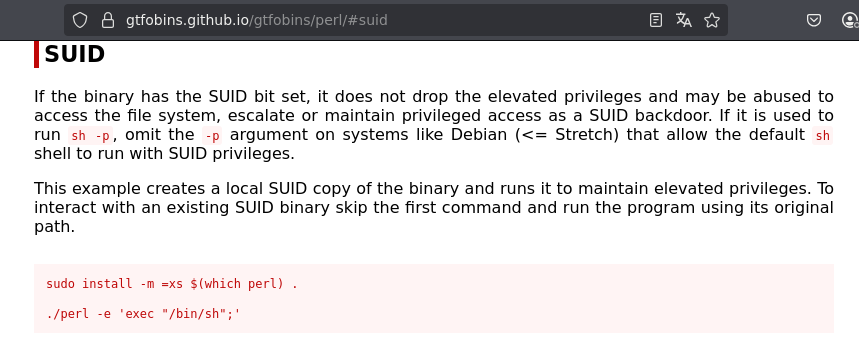 gtfobins.github.io/gtfobins/perl/#suid
SUID
If the binary has the SUID bit set, it does not drop the elevated privileges and may be abused to
access the file system, escalate or maintain privileged access as a SUID backdoor. If it is used to
run sh -p, omit the -p argument on systems like Debian (<= Stretch) that allow the default sh
shell to run with SUID privileges.
This example creates a local SUID copy of the binary and runs it to maintain elevated privileges. To
interact with an existing SUID binary skip the first command and run the program using its original
path.
sudo install -m =xs $(which perl) .
./perl -e 'exec "/bin/sh";'